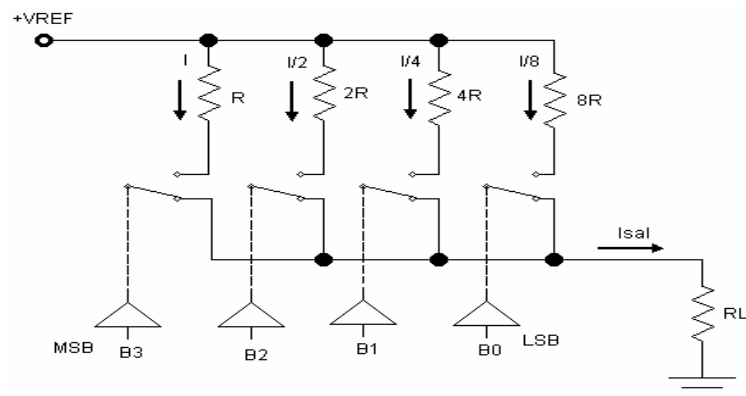 +VREF
I
I/2
I/4
I/8
R
2R
4R
8R
Isal
RL
MSB
B3
B2
B1
B0
LSB